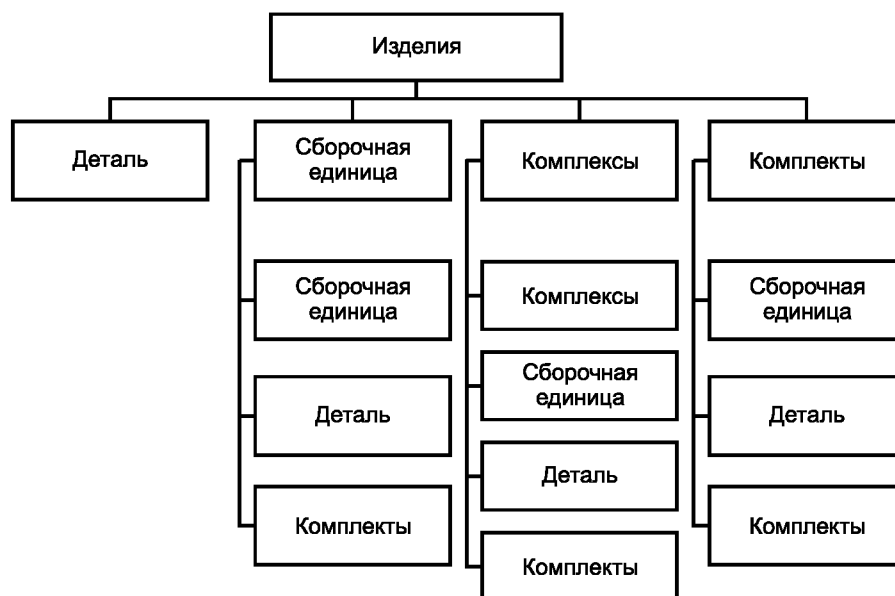 Изделия
Деталь
Сборочная
единица
Комплексы
Комплекты
Сборочная
единица
Деталь
Комплекты
Комплексы
Сборочная
единица
Деталь
Комплекты
Сборочная
единица
Деталь
Комплекты